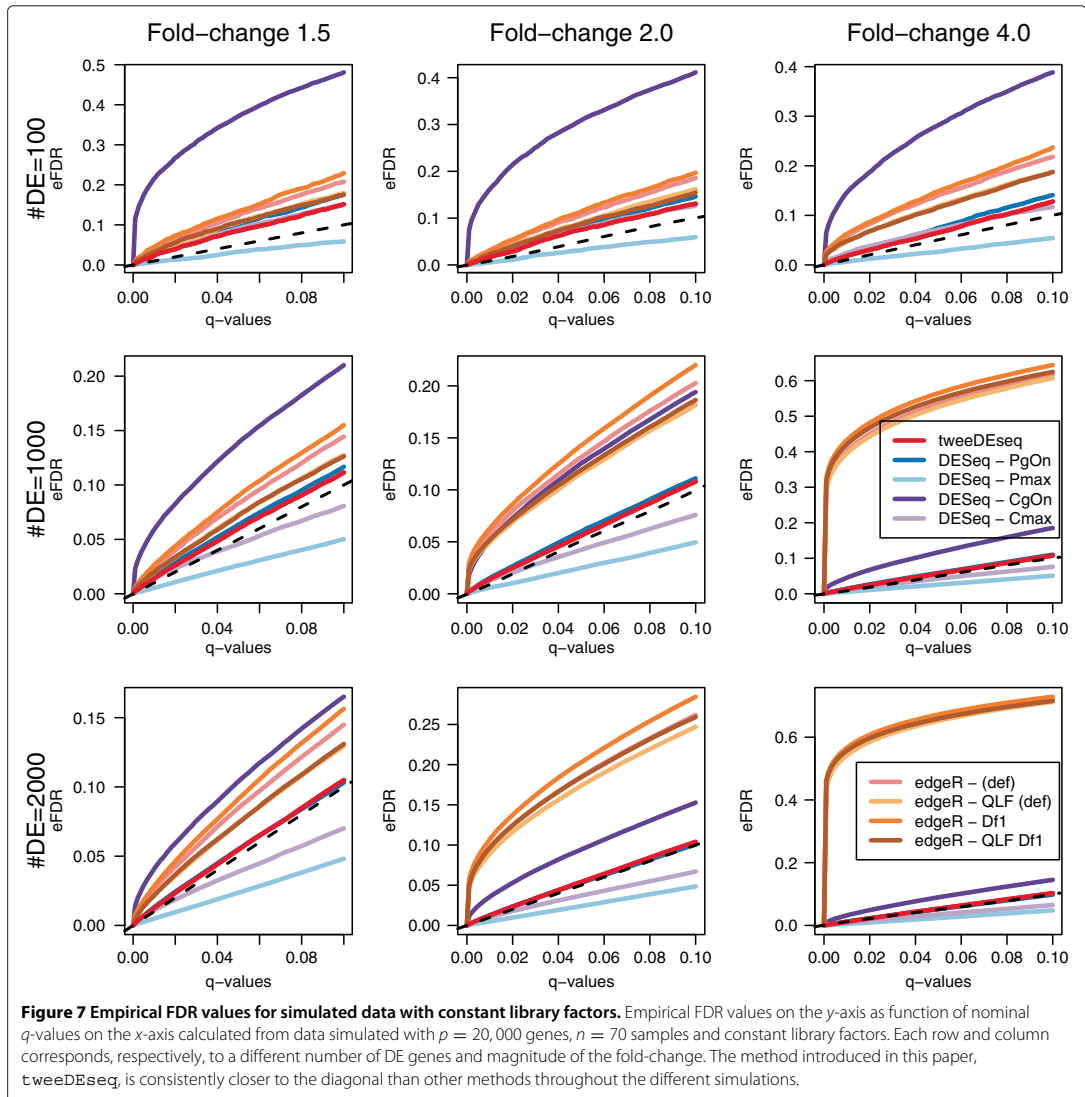 Fold−change 1.5
Fold−change 2.0
Fold−change 4.0
#DE=100
eFDR
0.5
0.4
0.3
0.2
0.1
0.0
0.00 0.04 0.08
q−values
eFDR
0.4
0.3
0.2
0.1
0.0
0.00 0.02 0.04 0.06 0.08 0.10
q−values
eFDR
0.4
0.3
0.2
0.1
0.0
0.00 0.02 0.04 0.06 0.08 0.10
q−values
#DE=1000
eFDR
0.20
0.15
0.10
0.05
0.00
0.00 0.04 0.08
q−values
eFDR
0.20
0.15
0.10
0.05
0.00
0.00 0.02 0.04 0.06 0.08 0.10
q−values
eFDR
0.6
0.5
0.4
0.3
0.2
0.1
0.0
tweeDEseq
DESeq − PgOn
DESeq − Pmax
DESeq − CgOn
DESeq − Cmax
0.00 0.02 0.04 0.06 0.08 0.10
q−values
#DE=2000
eFDR
0.15
0.10
0.05
0.00
0.00 0.04 0.08
q−values
eFDR
0.25
0.20
0.15
0.10
0.05
0.00
0.00 0.02 0.04 0.06 0.08 0.10
q−values
eFDR
0.6
0.4
0.2
0.0
edgeR − (def)
edgeR − QLF (def)
edgeR − Df1
edgeR − QLF Df1
0.00 0.02 0.04 0.06 0.08 0.10
q−values
Figure 7 Empirical FDR values for simulated data with constant library factors. Empirical FDR values on the y-axis as function of nominal
q-values on the x-axis calculated from data simulated with p = 20, 000 genes, n = 70 samples and constant library factors. Each row and column
corresponds, respectively, to a different number of DE genes and magnitude of the fold-change. The method introduced in this paper,
tweeDEseq, is consistently closer to the diagonal than other methods throughout the different simulations.